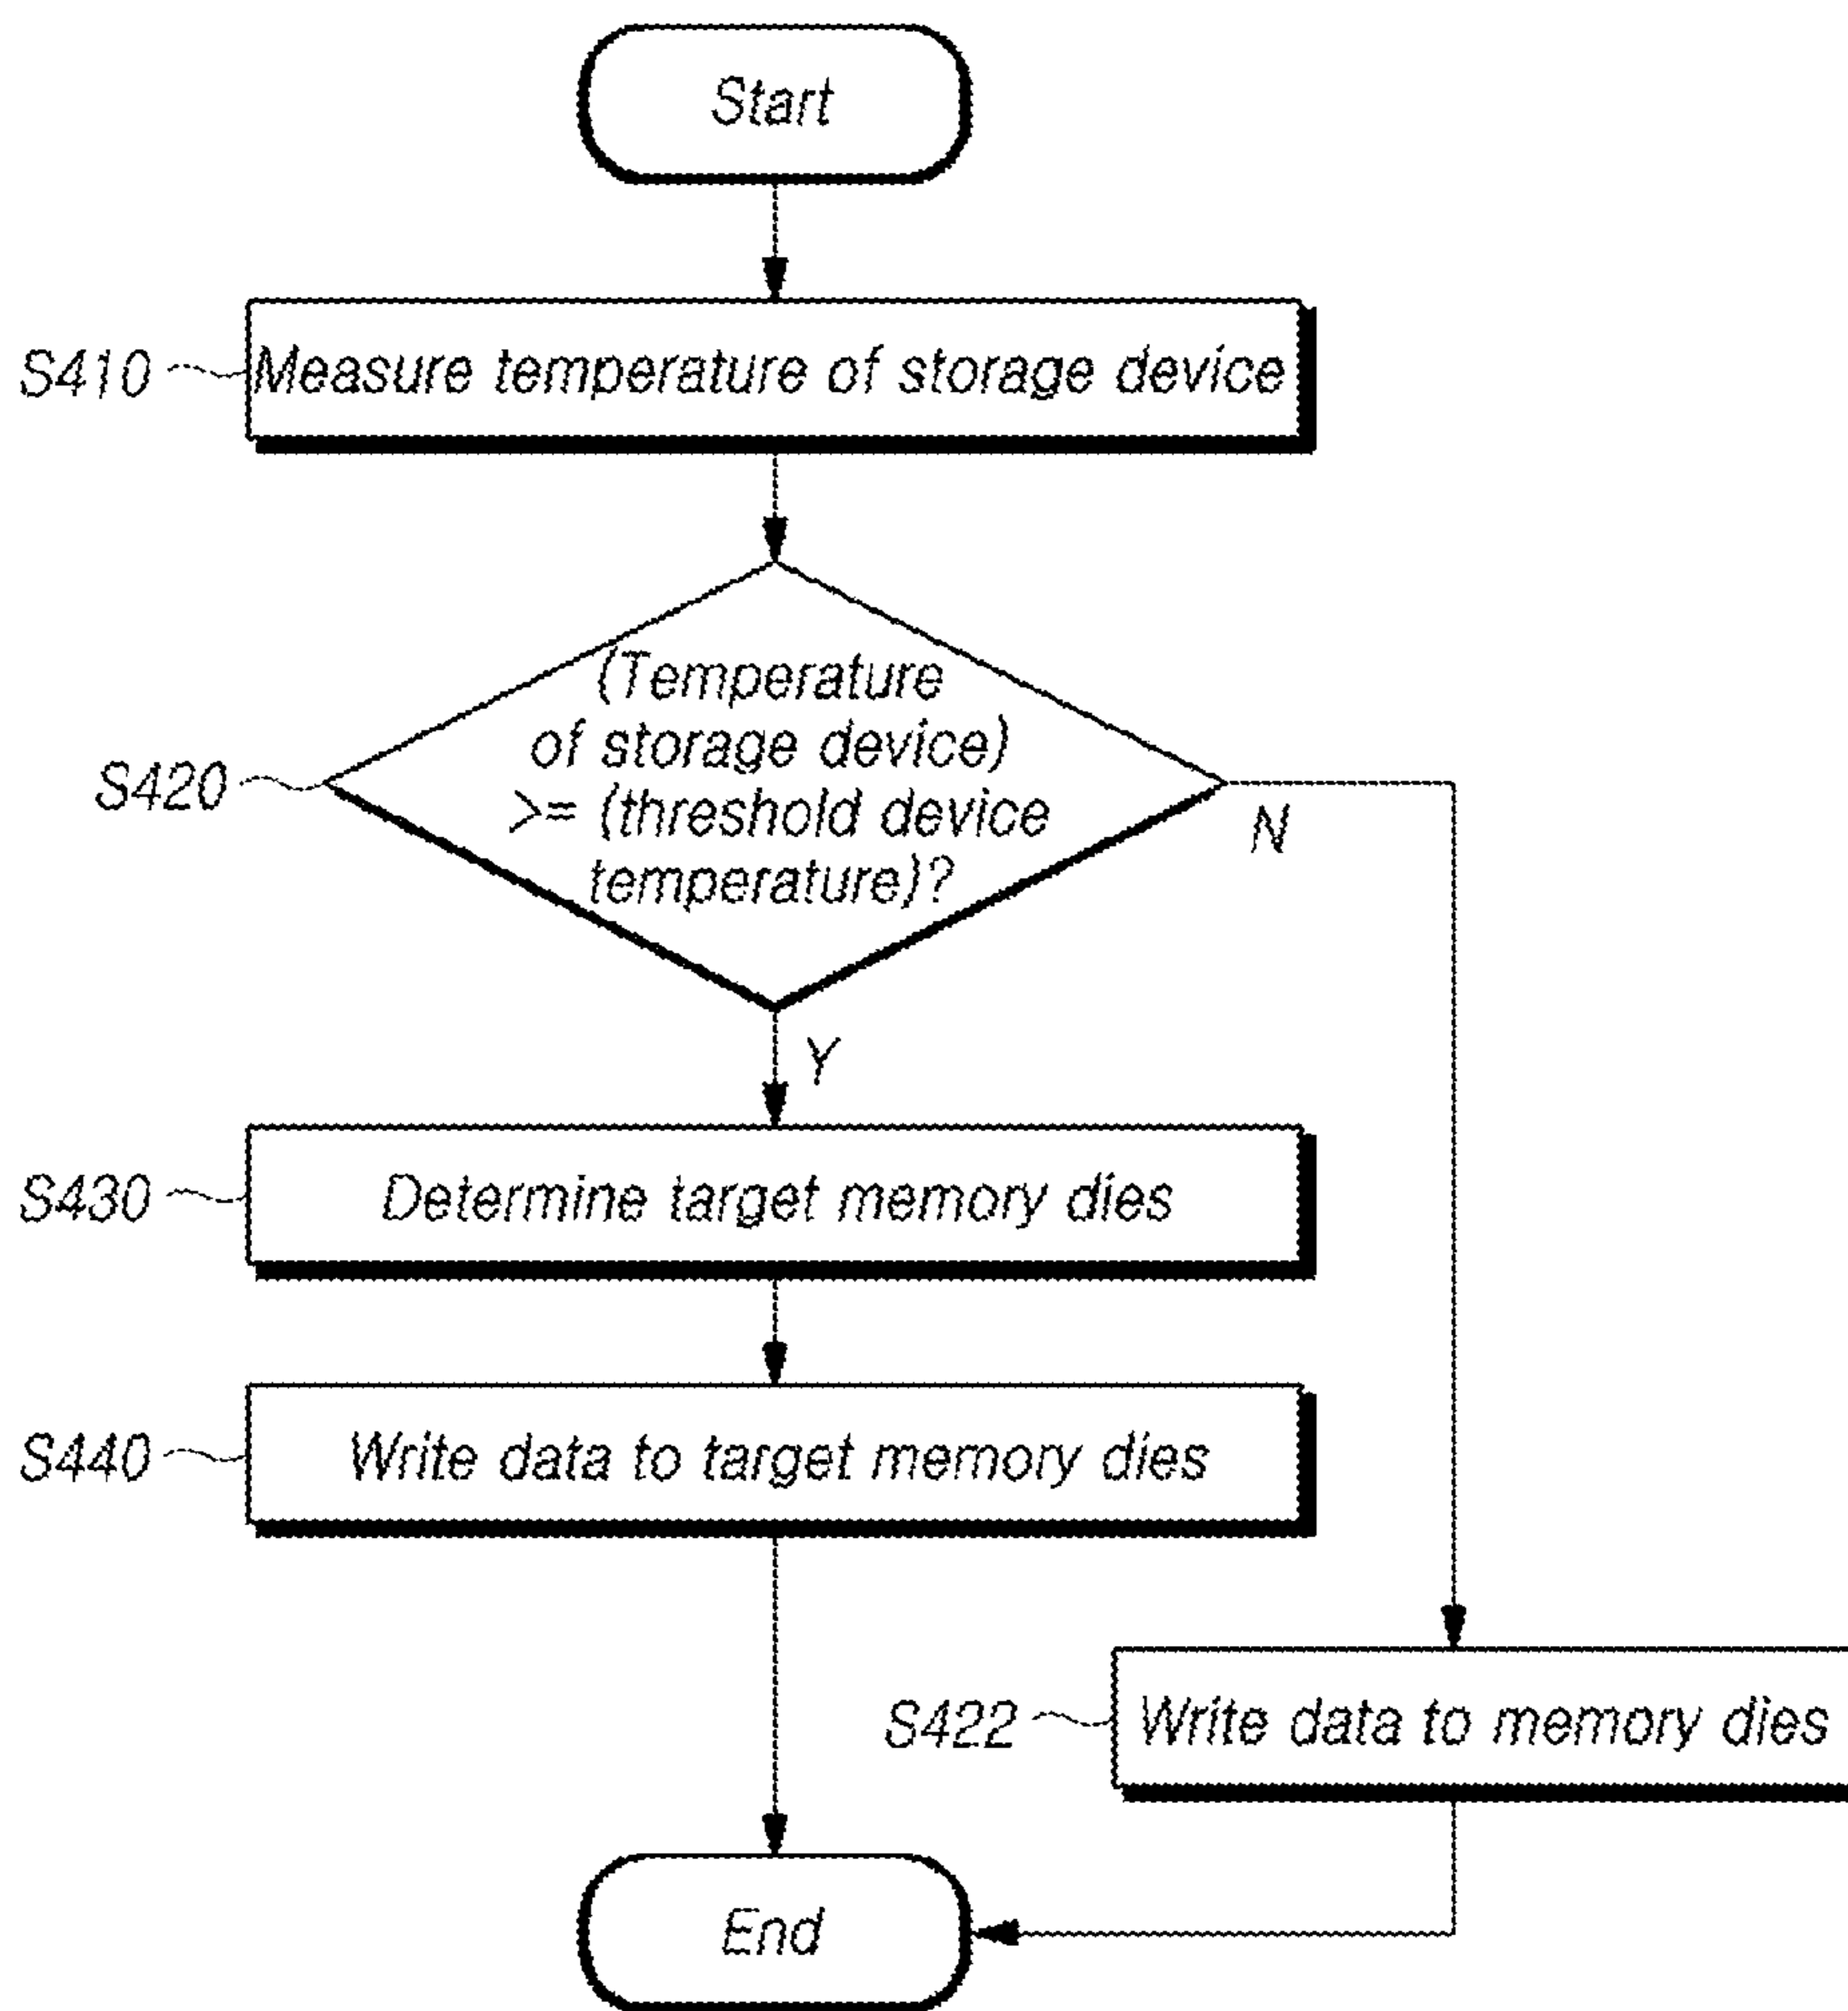 Start
S410
Measure temperature of storage device
S420
(Temperature
of storage device)
>= (threshold device
temperature)?
N
Y
S430
Determine target memory dies
S440
Write data to target memory dies
S422
Write data to memory dies
End